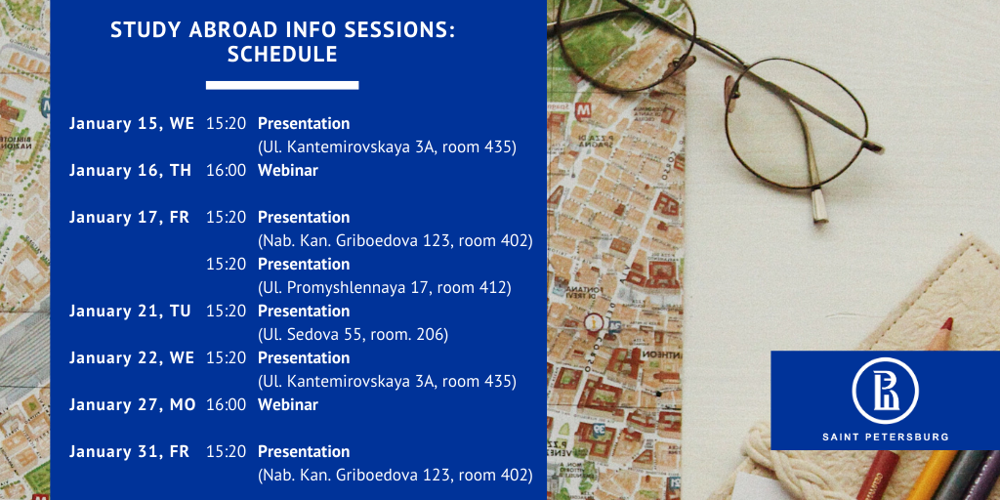 STUDY ABROAD INFO SESSIONS:
SCHEDULE
January 15, WE 15:20 Presentation
(Ul. Kantemirovskaya 3A, room 435)
January 16, TH 16:00 Webinar
January 17, FR 15:20 Presentation
(Nab. Kan. Griboedova 123, room 402)
15:20 Presentation
(Ul. Promyshlennaya 17, room 412)
January 21, TU 15:20 Presentation
(Ul. Sedova 55, room. 206)
January 22, WE 15:20 Presentation
(Ul. Kantemirovskaya 3A, room 435)
January 27, MO 16:00 Webinar
January 31, FR 15:20 Presentation
(Nab. Kan. Griboedova 123, room 402)
SAINT PETERSBURG